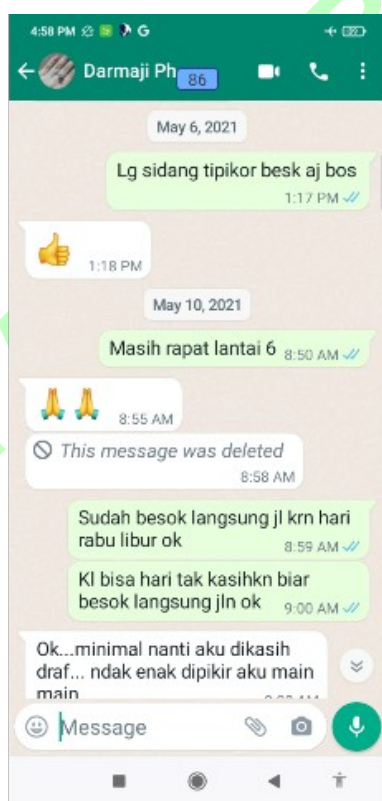 4:58 PM
Darmaji Ph
86
May 6, 2021
Lg sidang tipikor besk aj bos
1:17 PM
1:18 PM
May 10, 2021
Masih rapat lantai 6 8:50 AM
8:55 AM
This message was deleted
8:58 AM
Sudah besok langsung jl krn hari
rabu libur ok 8:59 AM
Kl bisa hari tak kasihkn biar
besok langsung jln ok 9:00 AM
Ok...minimal nanti aku dikasih
draf... ndak enak dipikir aku main
main
Message